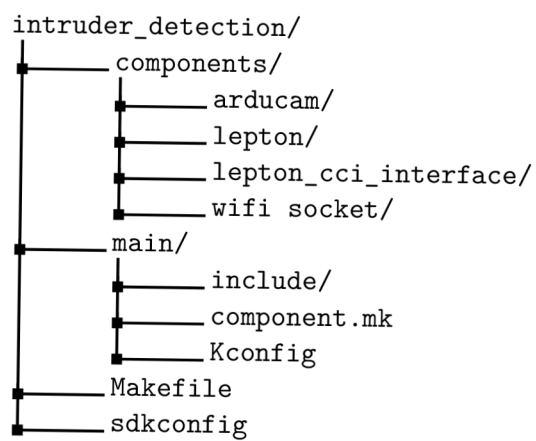 intruder_detection/
components/
arducam/
lepton/
lepton_cci_interface/
wifi socket/
main/
include/
component.mk
Kconfig
Makefile
sdkconfig